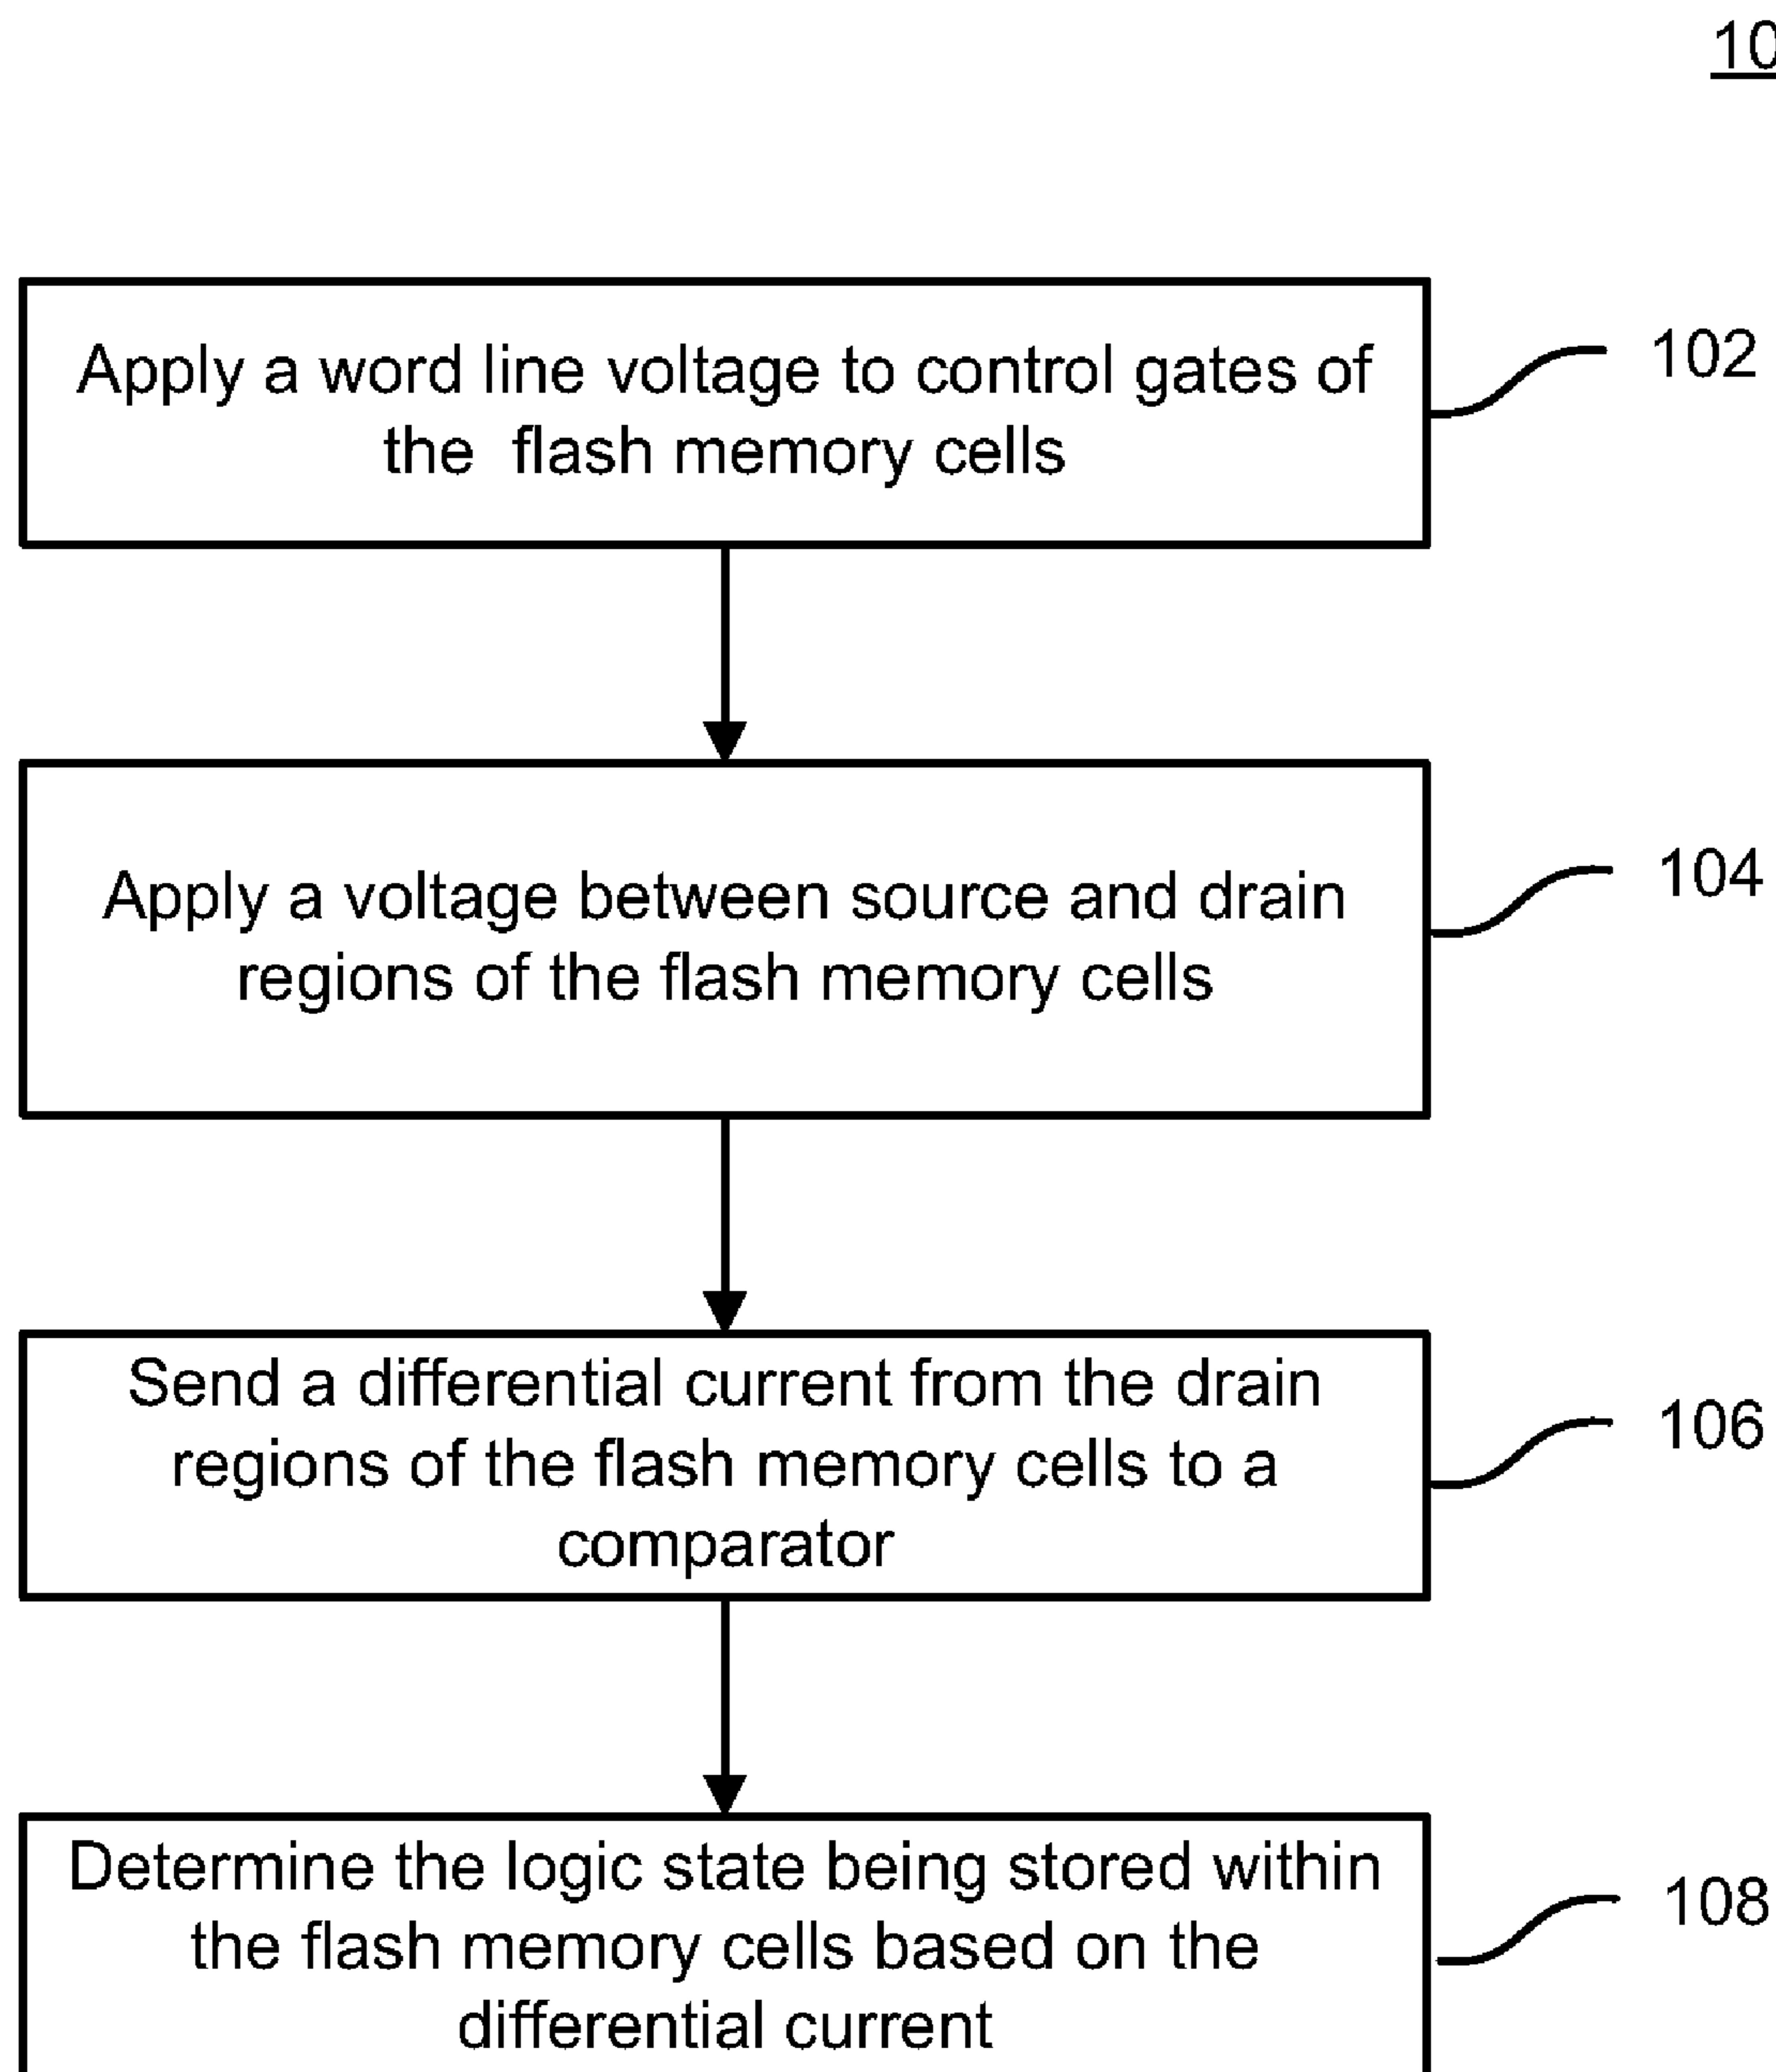 10
Apply a word line voltage to control gates of
the flash memory cells
102
Apply a voltage between source and drain
regions of the flash memory cells
104
Send a differential current from the drain
regions of the flash memory cells to a
comparator
106
Determine the logic state being stored within
the flash memory cells based on the
differential current
108